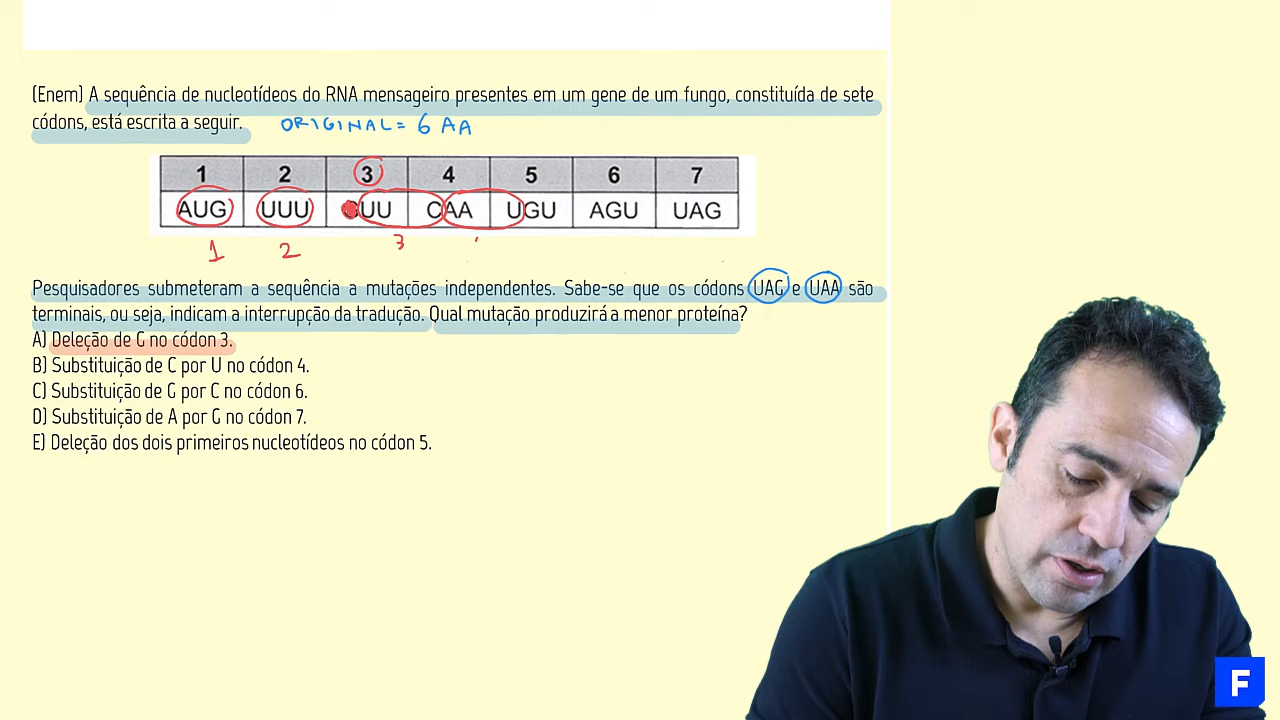 (Enem) A sequência de nucleotídeos do RNA mensageiro presentes em um gene de um fungo, constituída de sete
códons, está escrita a seguir. ORIGINAL = 6 AA
1 2 3 4 5 6 7
AUG UUU UU CAA UGU AGU UAG
1 2 3
Pesquisadores submeteram a sequência a mutações independentes. Sabe-se que os códons UAG e UAA são
terminais, ou seja, indicam a interrupção da tradução. Qual mutação produzirá a menor proteína?
A) Deleção de G no códon 3.
B) Substituição de C por U no códon 4.
C) Substituição de G por C no códon 6.
D) Substituição de A por G no códon 7.
E) Deleção dos dois primeiros nucleotídeos no códon 5.
F